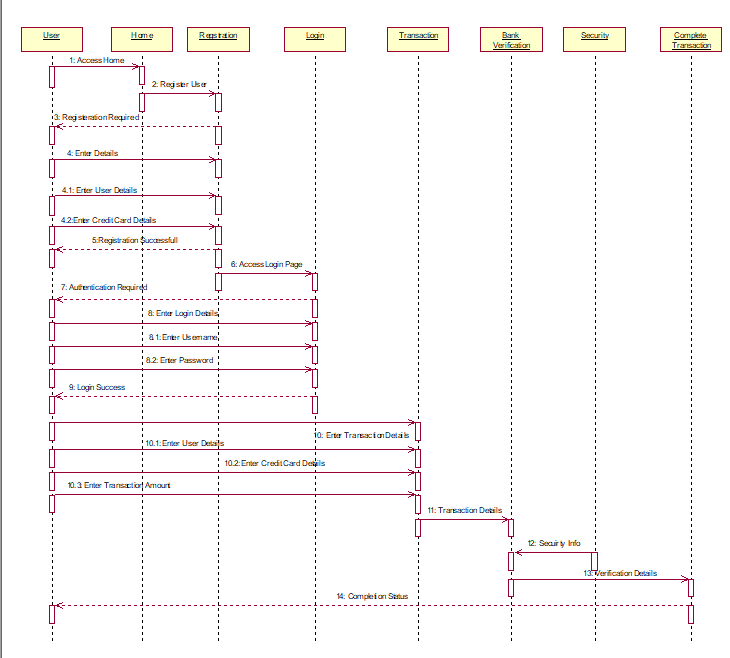 User
Home
Registration
Login
Transaction
Bank
Verification
Security
Complete
Transaction
1: Access Home
2: Register User
3: Registeration Required
4: Enter Details
4.1: Enter User Details
4.2:Enter Credit Card Details
5:Registration Successfull
6: Access Login Page
7: Authentication Required
8: Enter Login Details
8.1: Enter Username
8.2: Enter Password
9: Login Success
10: Enter Transaction Details
10.1: Enter User Details
10.2: Enter Credit Card Details
10.3: Enter Transaction Amount
11: Transaction Details
12: Security Info
13: Verification Details
14: Completion Status